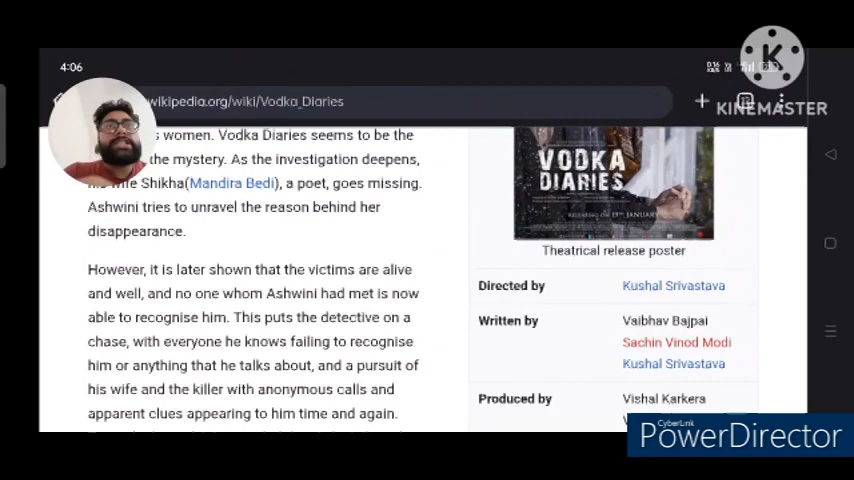 4:06
KINEMASTER
wikipedia.org/wiki/Vodka_Diaries
women. Vodka Diaries seems to be the
the mystery. As the investigation deepens,
wife Shikha(Mandira Bedi), a poet, goes missing.
Ashwini tries to unravel the reason behind her
disappearance.
However, it is later shown that the victims are alive
and well, and no one whom Ashwini had met is now
able to recognise him. This puts the detective on a
chase, with everyone he knows failing to recognise
him or anything that he talks about, and a pursuit of
his wife and the killer with anonymous calls and
apparent clues appearing to him time and again.
VODKA
DIARIES
Theatrical release poster
Directed by Kushal Srivastava
Written by Vaibhav Bajpai
Sachin Vinod Modi
Kushal Srivastava
Produced by Vishal Karkera
CyberLink
PowerDirector